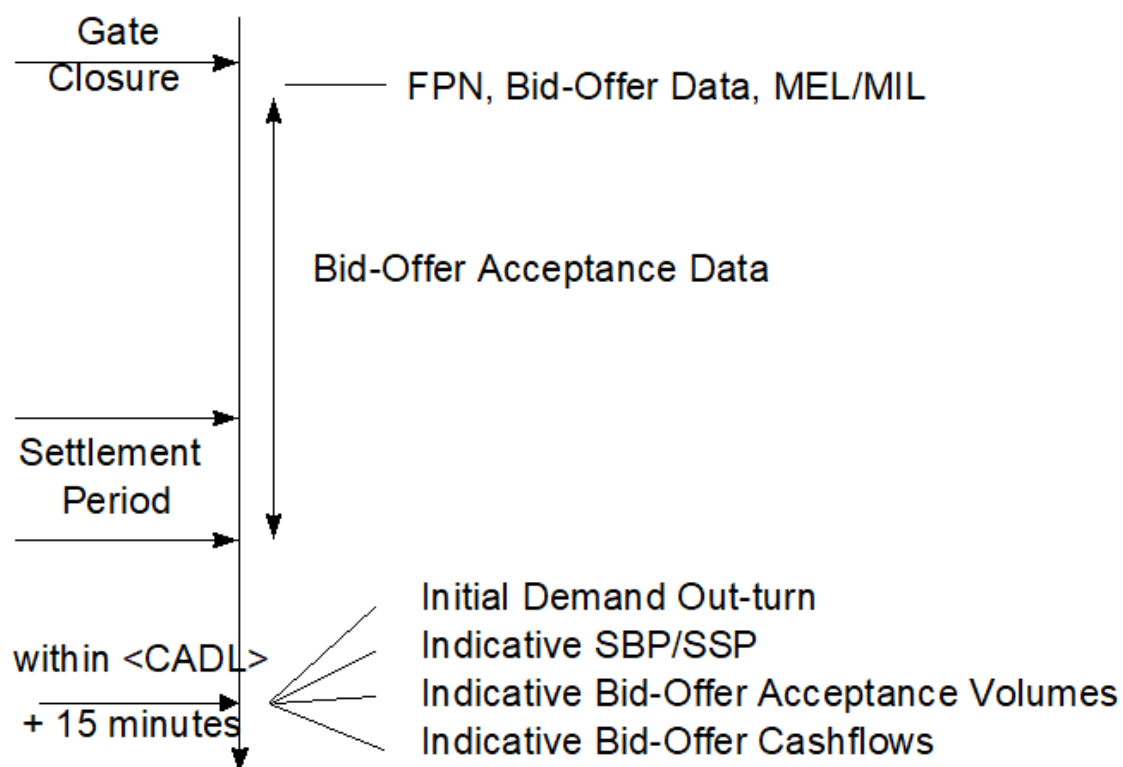 Gate
Closure
FPN, Bid-Offer Data, MEL/MIL
Bid-Offer Acceptance Data
Settlement
Period
within <CADL>
+ 15 minutes
Initial Demand Out-turn
Indicative SBP/SSP
Indicative Bid-Offer Acceptance Volumes
Indicative Bid-Offer Cashflows